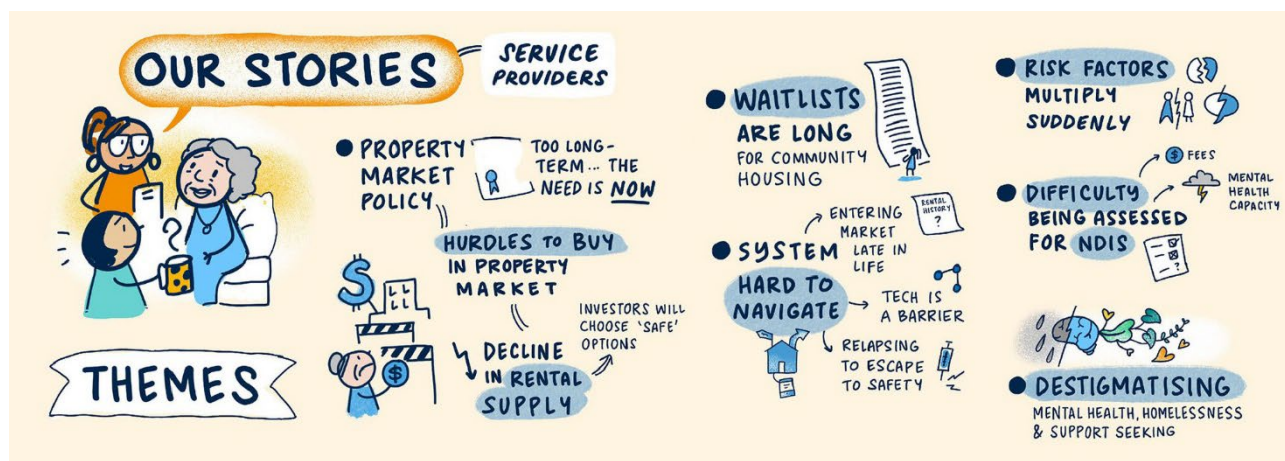 OUR STORIES
SERVICE
PROVIDERS
THEMES
PROPERTY
MARKET
POLICY
TOO LONG-
TERM... THE
NEED IS NOW
HURDLES TO BUY
IN PROPERTY
MARKET
DECLINE
IN RENTAL
SUPPLY
INVESTORS WILL
CHOOSE 'SAFE'
OPTIONS
WAITLISTS
ARE LONG
FOR COMMUNITY
HOUSING
SYSTEM
HARD TO
NAVIGATE
ENTERING
MARKET
LATE IN
LIFE
RENTAL
HISTORY
?
TECH IS
A BARRIER
RELAPSING
TO ESCAPE
TO SAFETY
RISK FACTORS
MULTIPLY
SUDDENLY
DIFFICULTY
BEING ASSESSED
FOR NDIS
$ FEES
MENTAL
HEALTH
CAPACITY
DESTIGMATISING
MENTAL HEALTH, HOMELESSNESS
& SUPPORT SEEKING